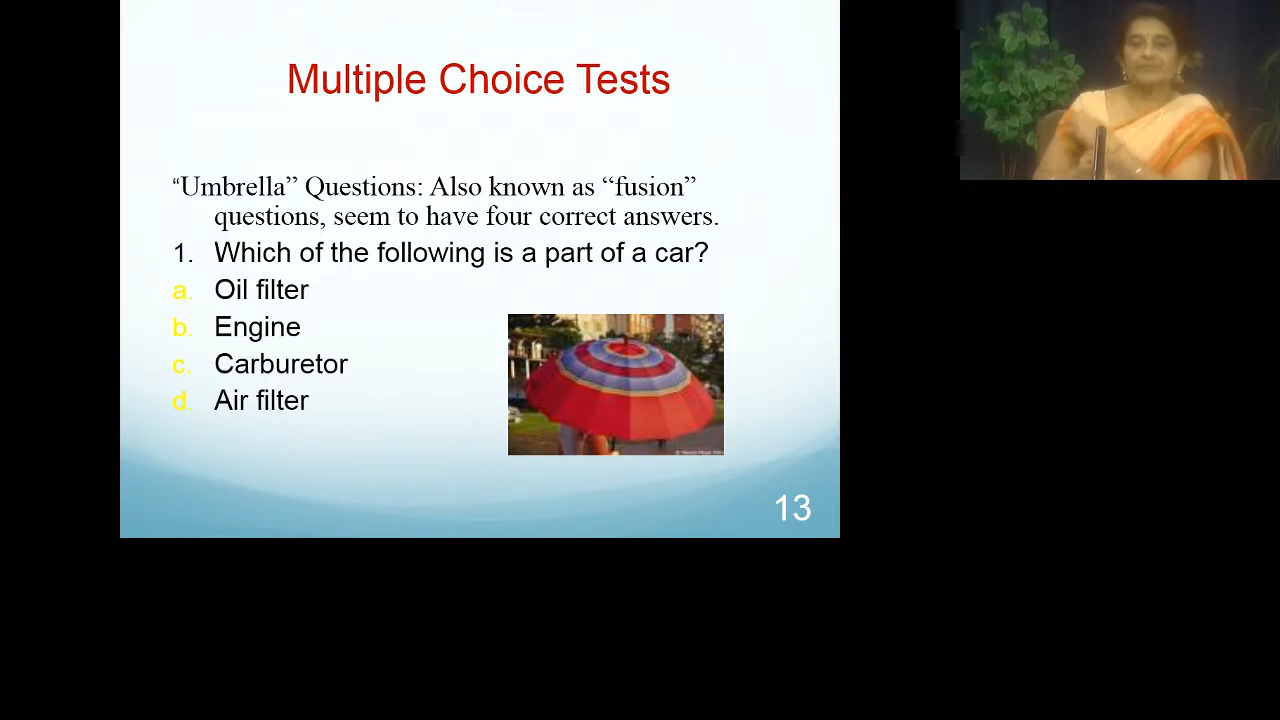 Multiple Choice Tests
“Umbrella” Questions: Also known as “fusion”
questions, seem to have four correct answers.
1. Which of the following is a part of a car?
a. Oil filter
b. Engine
c. Carburetor
d. Air filter
13